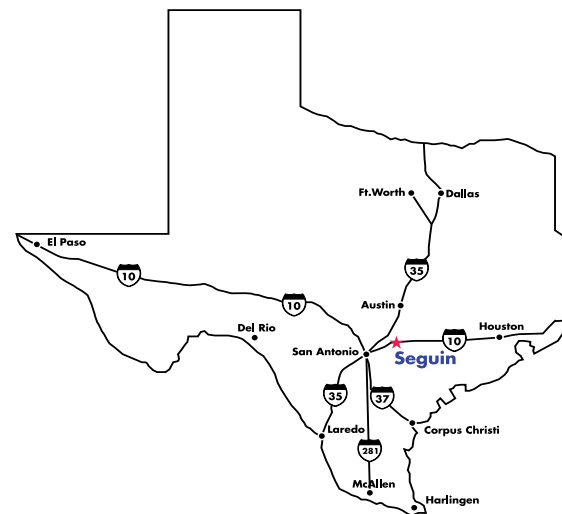 Ft.Worth
Dallas
El Paso
10
35
10
Austin
Del Rio
Houston
San Antonio
10
Seguin
35
37
Laredo
Corpus Christi
281
McAllen
Harlingen